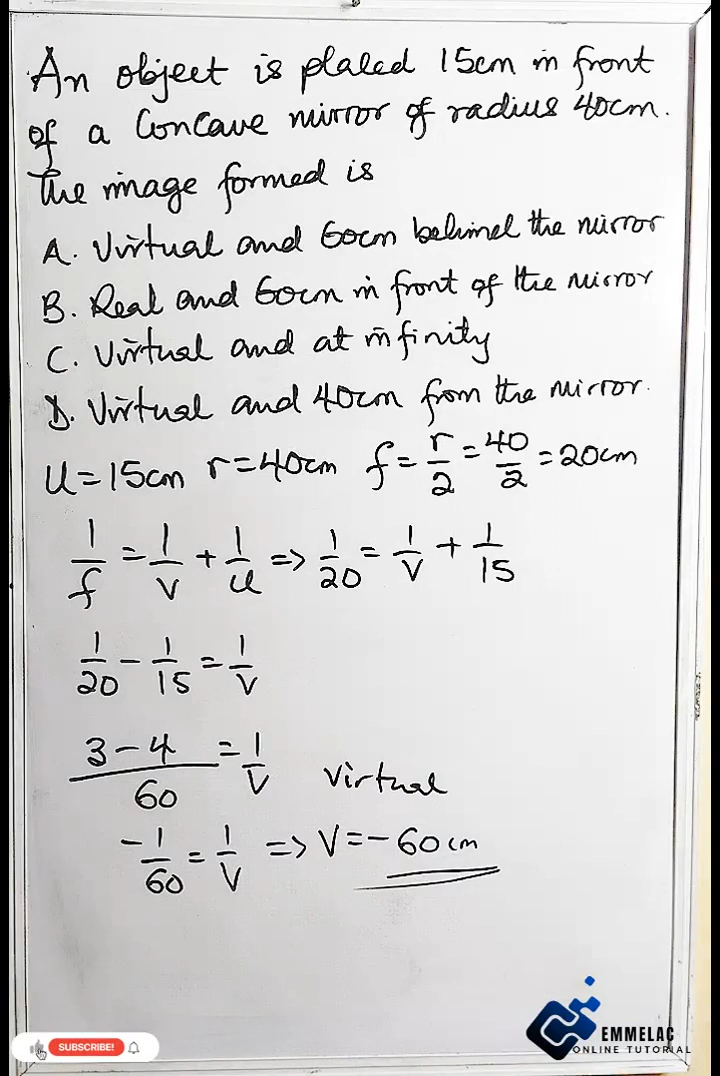 An object is placed 15cm in front
of a Concave mirror of radius 40cm.
The image formed is
A. Virtual and 60cm behind the mirror
B. Real and 60cm in front of the mirror
C. Virtual and at infinity
D. Virtual and 40cm from the mirror.
u=15cm r=40cm f=r/2=40/2=20cm
1/f=1/v+1/u=>1/20=1/v+1/15
1/20-1/15=1/v
3-4/60=1/v
virtual
-1/60=1/v=>V=-60cm
SUBSCRIBE!
EMMELAC
ONLINE TUTORIAL